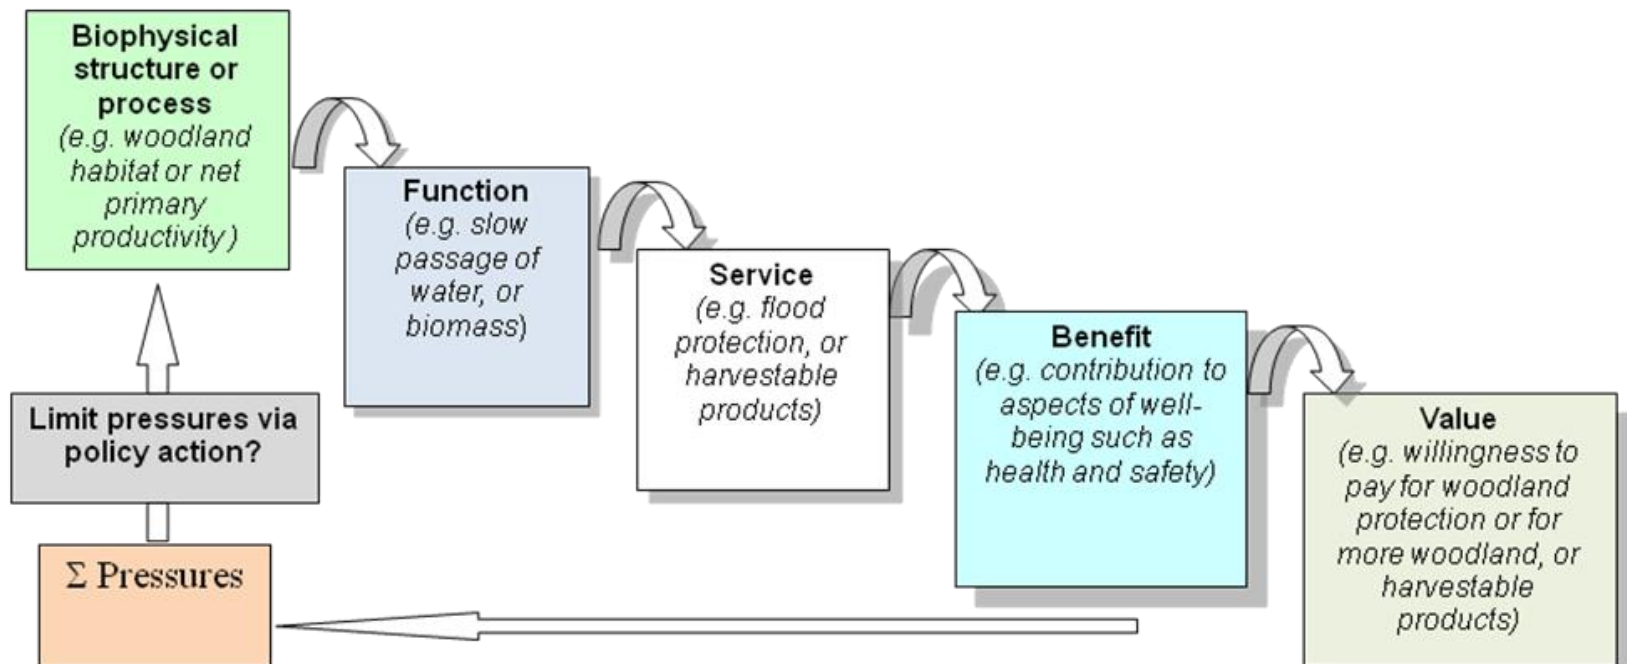 Biophysical
structure or
process
(e.g. woodland
habitat or net
primary
productivity)
Function
(e.g. slow
passage of
water, or
biomass)
Service
(e.g. flood
protection, or
harvestable
products)
Benefit
(e.g. contribution to
aspects of well-
being such as
health and safety)
Value
(e.g. willingness to
pay for woodland
protection or for
more woodland, or
harvestable
products)
Limit pressures via
policy action?
Σ Pressures